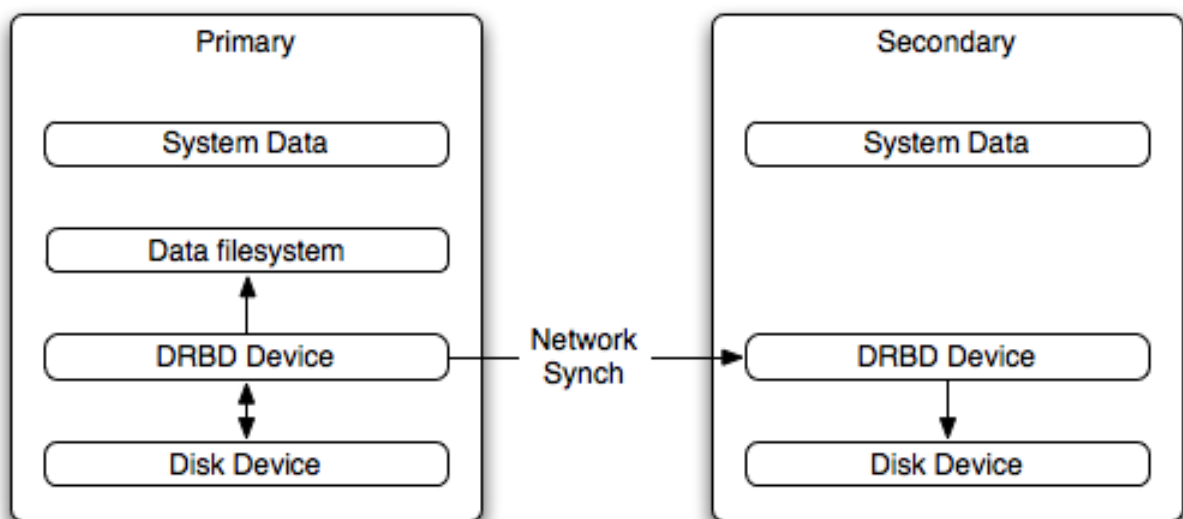 Primary
System Data
Data filesystem
DRBD Device
Disk Device
Network
Synch
Secondary
System Data
DRBD Device
Disk Device